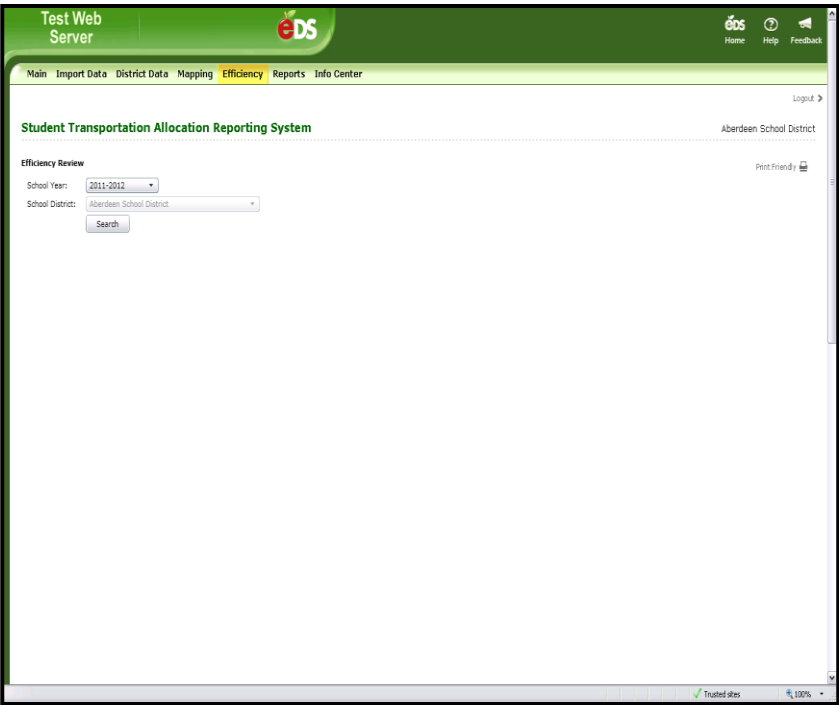 Test Web
Server
eDS
eDS
Home Help Feedback
Main Import Data District Data Mapping Efficiency Reports Info Center
Logout
Student Transportation Allocation Reporting System
Aberdeen School District
Efficiency Review
Print Friendly
School Year: 2011-2012
School District: Aberdeen School District
Search
Trusted sites 100%